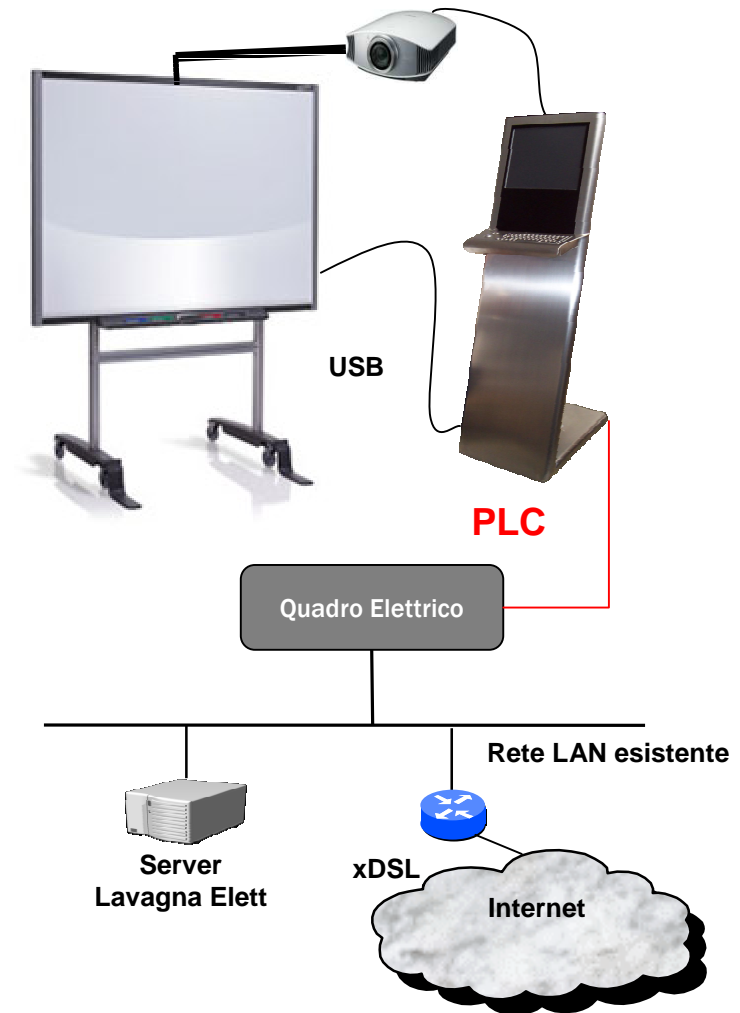 USB
PLC
Quadro Elettrico
Rete LAN esistente
Server
Lavagna Elett
xDSL
Internet